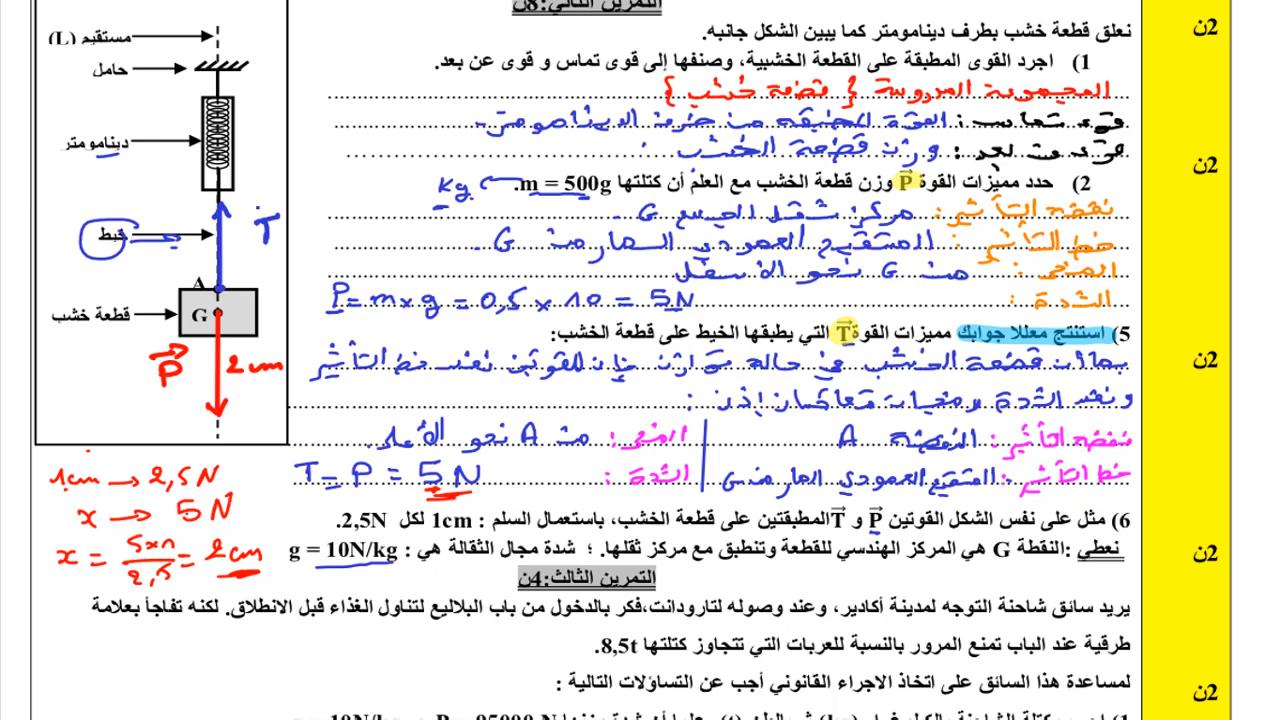 التمرين الثاني:8ن
2ن
نعلق قطعة خشب بطرف دينامومتر كما يبين الشكل جانبه.
1) اجرد القوى المطبقة على القطعة الخشبية، وصنفها إلى قوى تماس و قوى عن بعد.
المجموعة المدروسة { قطعة خشب }
قوى تماس : القوة المطبقة من طرف الدينامومتر.
قوى عن بعد : وزن قطعة الخشب
2ن
2) حدد مميزات القوة P وزن قطعة الخشب مع العلم أن كتلتها m = 500g.
Kg
نقطة التأثير : مركز ثقل الجسم G.
خط التأثير : المستقيم العمودي المار من G.
المنحى : من G نحو الأسفل
الشدة : P = m x g = 0,5 x 10 = 5N
5) استنتج معللا جوابك مميزات القوة T التي يطبقها الخيط على قطعة الخشب:
2ن
بما أن قطعة الخشب في حالة توازن فإن للقوتين نفس خط التأثير
و نفس الشدة و منحيان متعاكسان إذن :
نقطة التأثير : النقطة A
المنحى : من A نحو الأعلى.
خط التأثير : المستقيم العمودي المار من G
الشدة : T = P = 5 N
6) مثل على نفس الشكل القوتين P و T المطبقتين على قطعة الخشب، باستعمال السلم : 1cm لكل 2,5N.
نعطي :النقطة G هي المركز الهندسي للقطعة وتنطبق مع مركز ثقلها. ؛ شدة مجال الثقالة هي : g = 10N/kg
2ن
مستقيم (L)
حامل
دينامومتر
خيط
T
A
قطعة خشب
G
P
2 cm
1cm → 2,5N
x → 5N
x = 5x1/2,5 = 2cm
التمرين الثالث:4ن
يريد سائق شاحنة التوجه لمدينة أكادير، وعند وصوله لتارودانت،فكر بالدخول من باب البلاليع لتناول الغذاء قبل الانطلاق. لكنه تفاجأ بعلامة
طرقية عند الباب تمنع المرور بالنسبة للعربات التي تتجاوز كتلتها 8,5t.
لمساعدة هذا السائق على اتخاذ الاجراء القانوني أجب عن التساؤلات التالية :
2ن